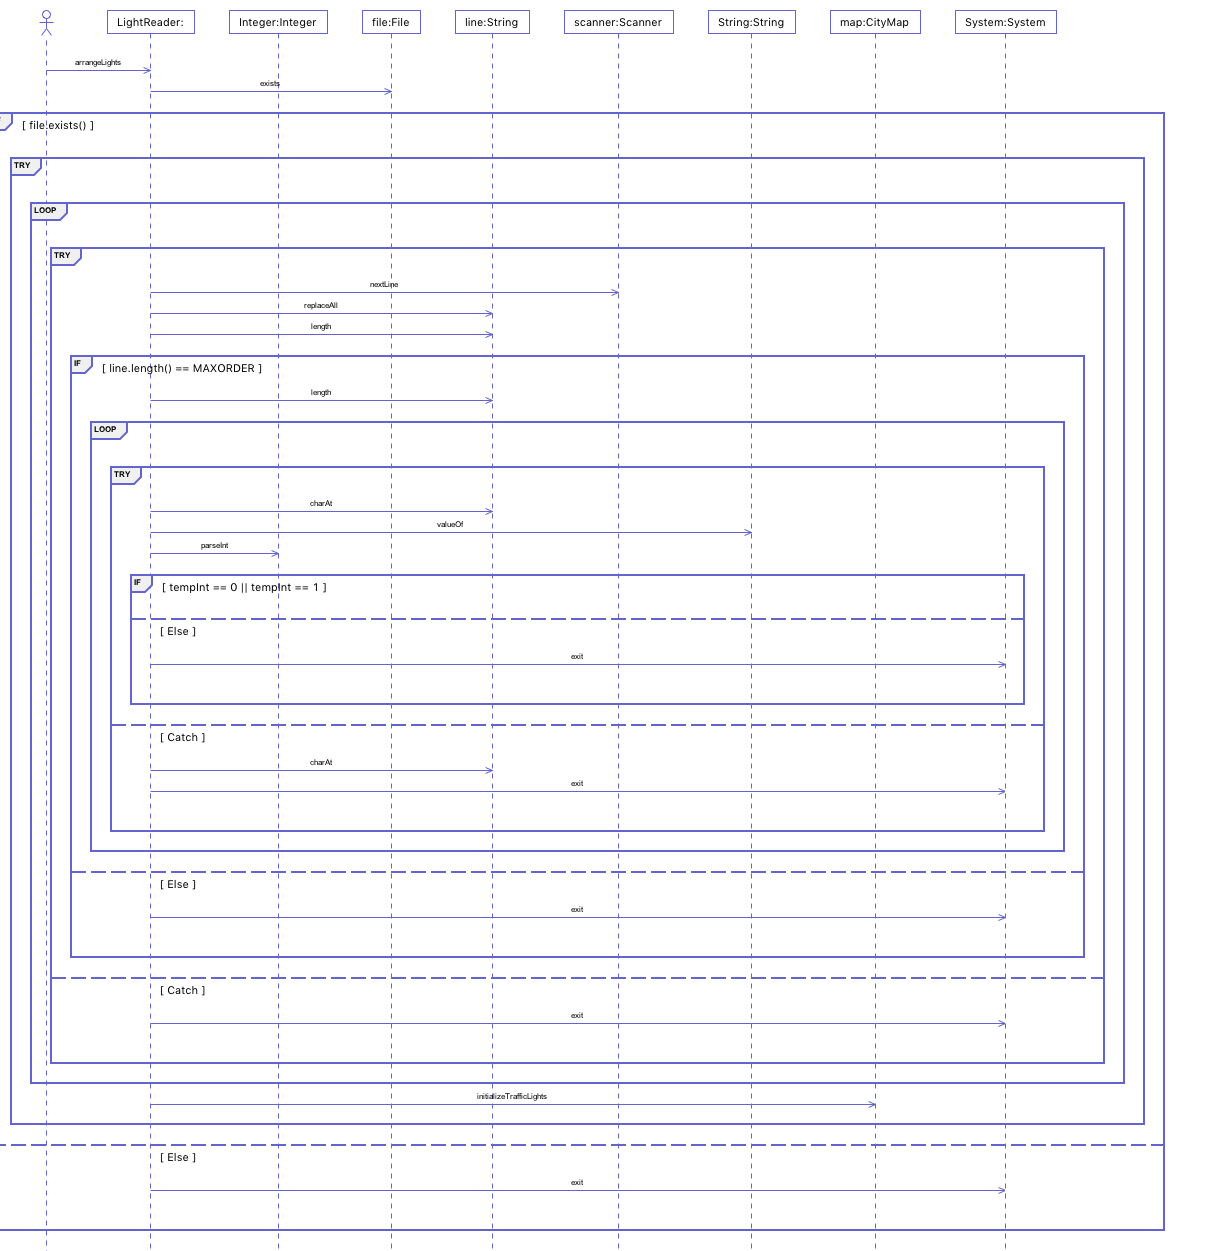 LightReader:
Integer:Integer
file:File
line:String
scanner:Scanner
String:String
map:CityMap
System:System
arrangeLights
exists
[ file.exists() ]
TRY
LOOP
TRY
nextLine
replaceAll
length
IF
[ line.length() == MAXORDER ]
length
LOOP
TRY
charAt
valueOf
parseInt
IF
[ tempInt == 0 || tempInt == 1 ]
[ Else ]
exit
[ Catch ]
charAt
exit
[ Else ]
exit
[ Catch ]
exit
initializeTrafficLights
[ Else ]
exit